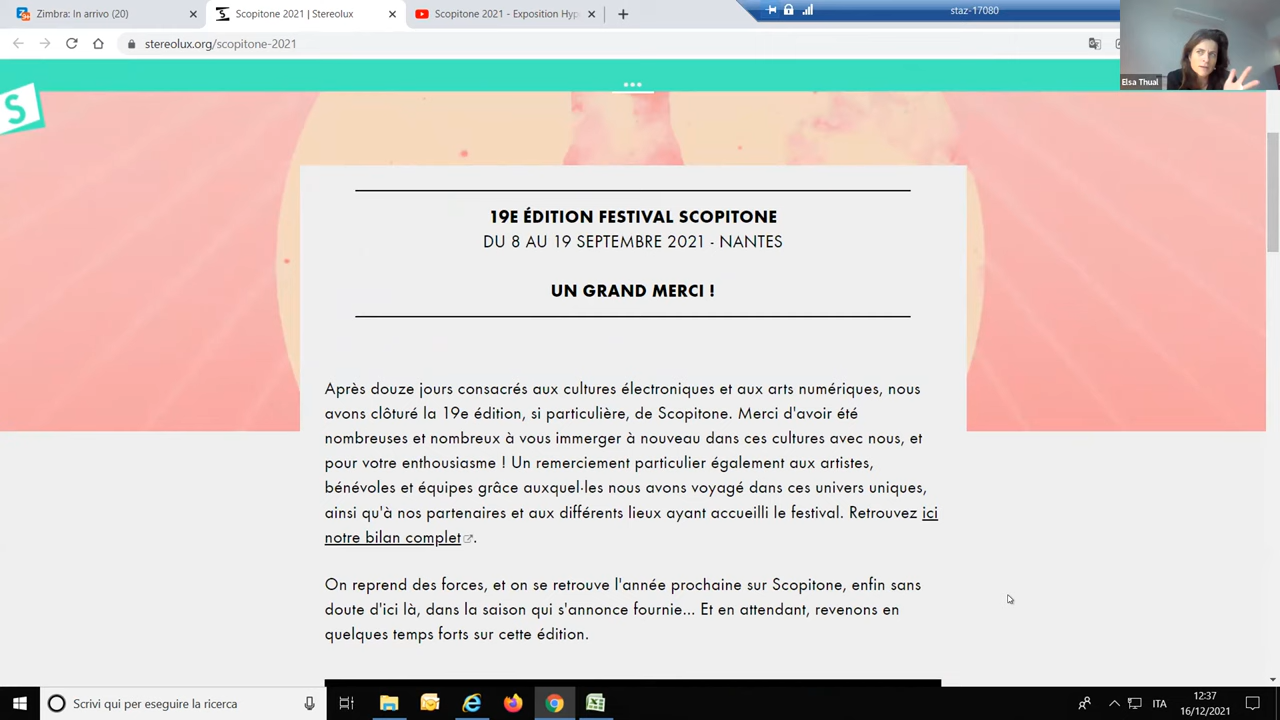 Zimbra: In arrivo (20)
Scopitone 2021 | Stereolux
Scopitone 2021 - Exposition Hyp
staz-17080
stereolux.org/scopitone-2021
Elsa Thual
S
19E ÉDITION FESTIVAL SCOPITONE
DU 8 AU 19 SEPTEMBRE 2021 - NANTES
UN GRAND MERCI !
Après douze jours consacrés aux cultures électroniques et aux arts numériques, nous
avons clôturé la 19e édition, si particulière, de Scopitone. Merci d'avoir été
nombreuses et nombreux à vous immerger à nouveau dans ces cultures avec nous, et
pour votre enthousiasme ! Un remerciement particulier également aux artistes,
bénévoles et équipes grâce auxquel·les nous avons voyagé dans ces univers uniques,
ainsi qu'à nos partenaires et aux différents lieux ayant accueilli le festival. Retrouvez ici
notre bilan complet.
On reprend des forces, et on se retrouve l'année prochaine sur Scopitone, enfin sans
doute d'ici là, dans la saison qui s'annonce fournie... Et en attendant, revenons en
quelques temps forts sur cette édition.
Scrivi qui per eseguire la ricerca
ITA
12:37
16/12/2021